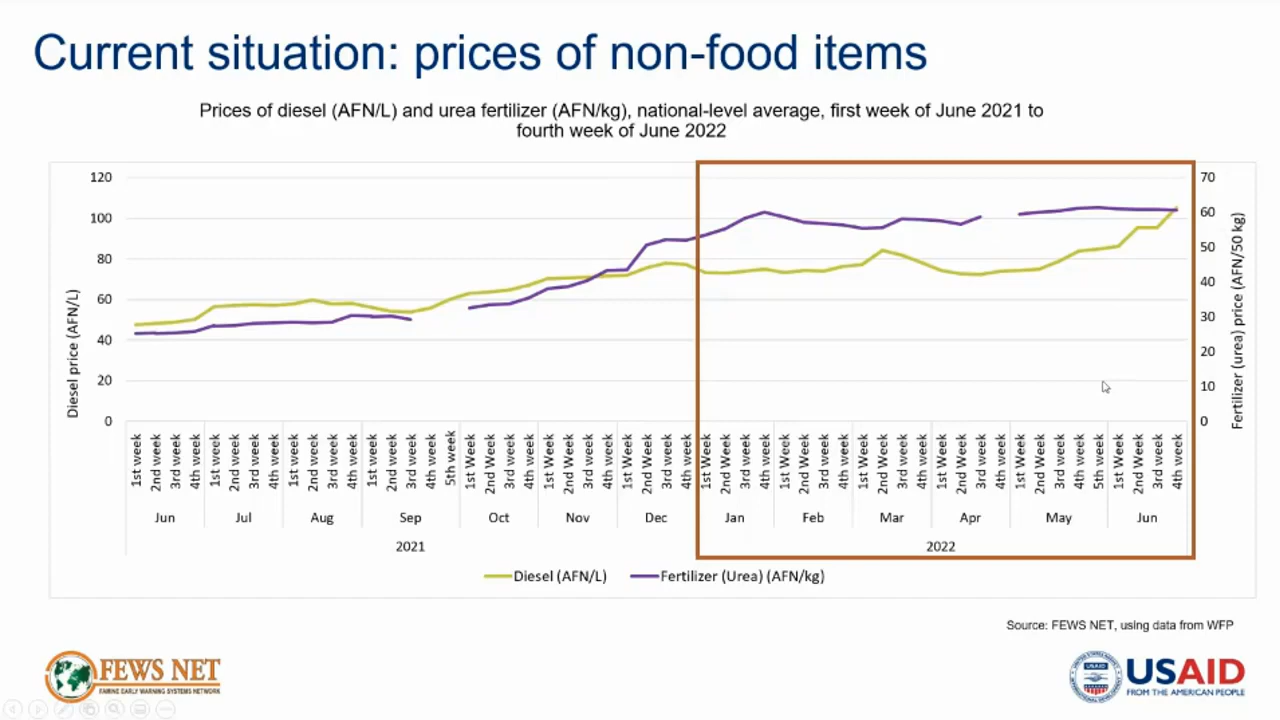 Current situation: prices of non-food items
Prices of diesel (AFN/L) and urea fertilizer (AFN/kg), national-level average, first week of June 2021 to
fourth week of June 2022
Diesel price (AFN/L)
120
100
80
60
40
20
0
70
60
50
40
30
20
10
0
Fertilizer (urea) price (AFN/50 kg)
1st week
2nd week
3rd week
4th week
1st week
2nd week
3rd week
4th week
1st week
2nd week
3rd week
4th week
1st week
2nd week
3rd week
4th week
5th week
1st Week
2nd Week
3rd week
4th week
1st week
2nd Week
3rd week
4th week
1st week
2nd Week
3rd week
4th week
1st Week
2nd Week
3rd week
4th week
1st week
2nd week
3rd week
4th week
1st week
2nd week
3rd week
4th week
1st week
2nd week
3rd week
4th week
1st week
2nd week
3rd week
4th week
5th week
1st Week
2nd week
3rd week
4th week
Jun Jul Aug Sep Oct Nov Dec Jan Feb Mar Apr May Jun
2021 2022
Diesel (AFN/L) Fertilizer (Urea) (AFN/kg)
Source: FEWS NET, using data from WFP
FEWS NET
FAMINE EARLY WARNING SYSTEMS NETWORK
USAID
FROM THE AMERICAN PEOPLE